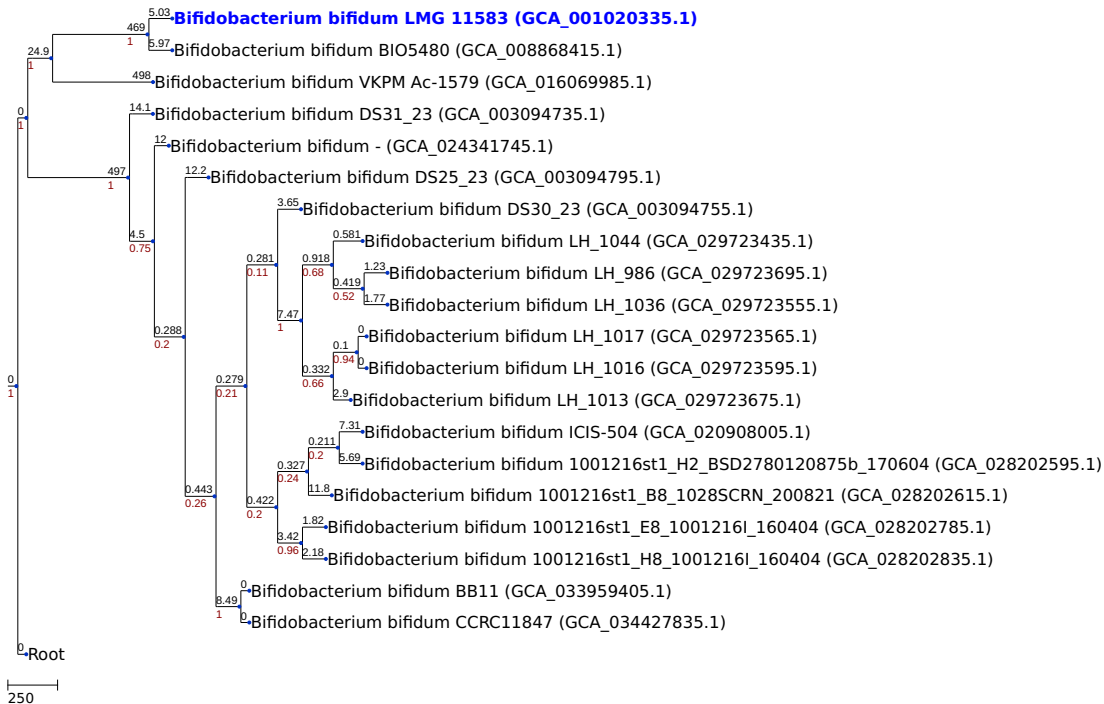 5.03
Bifidobacterium bifidum LMG 11583 (GCA_001020335.1)
469
1
5.97
Bifidobacterium bifidum BIO5480 (GCA_008868415.1)
24.9
1
498
Bifidobacterium bifidum VKPM Ac-1579 (GCA_016069985.1)
0
1
14.1
Bifidobacterium bifidum DS31_23 (GCA_003094735.1)
12
Bifidobacterium bifidum - (GCA_024341745.1)
497
1
12.2
Bifidobacterium bifidum DS25_23 (GCA_003094795.1)
3.65
Bifidobacterium bifidum DS30_23 (GCA_003094755.1)
4.5
0.75
0.581
Bifidobacterium bifidum LH_1044 (GCA_029723435.1)
0.281
0.11
0.918
0.68
1.23
Bifidobacterium bifidum LH_986 (GCA_029723695.1)
0.419
0.52
1.77
Bifidobacterium bifidum LH_1036 (GCA_029723555.1)
7.47
1
0.288
0.2
0
Bifidobacterium bifidum LH_1017 (GCA_029723565.1)
0.1
0.94
0
Bifidobacterium bifidum LH_1016 (GCA_029723595.1)
0.332
0.66
0
1
0.279
0.21
2.9
Bifidobacterium bifidum LH_1013 (GCA_029723675.1)
7.31
Bifidobacterium bifidum ICIS-504 (GCA_020908005.1)
0.211
0.2
5.69
Bifidobacterium bifidum 1001216st1_H2_BSD2780120875b_170604 (GCA_028202595.1)
0.327
0.24
11.8
Bifidobacterium bifidum 1001216st1_B8_1028SCRN_200821 (GCA_028202615.1)
0.443
0.26
0.422
0.2
1.82
Bifidobacterium bifidum 1001216st1_E8_1001216I_160404 (GCA_028202785.1)
3.42
0.96
2.18
Bifidobacterium bifidum 1001216st1_H8_1001216I_160404 (GCA_028202835.1)
0
Bifidobacterium bifidum BB11 (GCA_033959405.1)
8.49
1
0
Bifidobacterium bifidum CCRC11847 (GCA_034427835.1)
0
Root
250